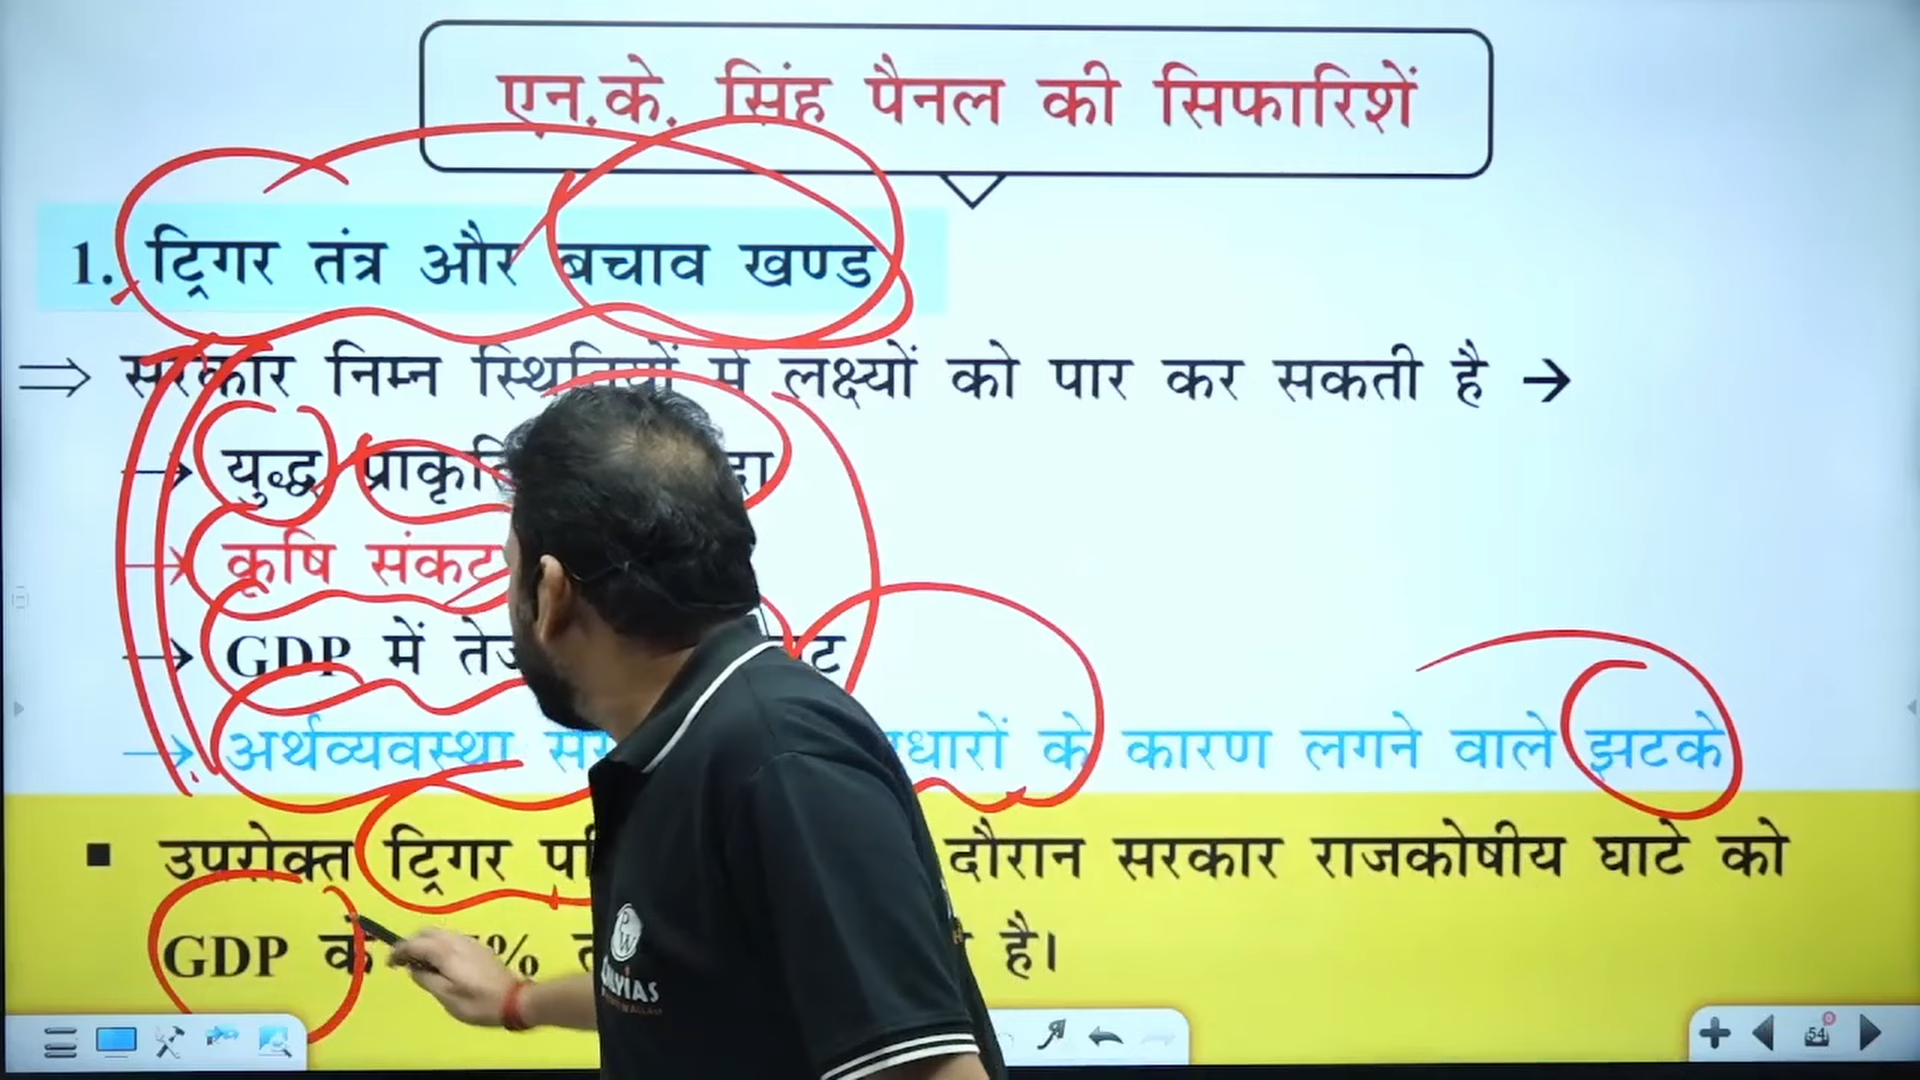 एन.के. सिंह पैनल की सिफारिशें
1. ट्रिगर तंत्र और बचाव खण्ड
⇒ सरकार निम्न स्थितियों में लक्ष्यों को पार कर सकती है →
→ युद्ध
→ कृषि संकट
→ GDP में
→ अर्थव्यवस्था के कारण लगने वाले झटके
▪ उपरोक्त ट्रिगर दौरान सरकार राजकोषीय घाटे को
GDP के % है।
54